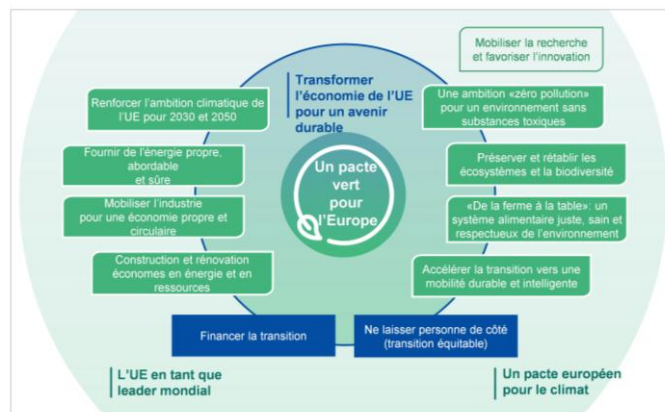 Mobiliser la recherche
et favoriser l'innovation
Transformer
l'économie de l'UE
pour un avenir
durable
Renforcer l'ambition climatique de
l'UE pour 2030 et 2050
Fournir de l'énergie propre,
abordable
et sûre
Mobiliser l'industrie
pour une économie propre et
circulaire
Construction et rénovation
économes en énergie et en
ressources
Un pacte
vert
pour
l'Europe
Une ambition «zéro pollution»
pour un environnement sans
substances toxiques
Préserver et rétablir les
écosystèmes et la biodiversité
«De la ferme à la table»: un
système alimentaire juste, sain et
respectueux de l'environnement
Accélérer la transition vers une
mobilité durable et intelligente
Financer la transition
Ne laisser personne de côté
(transition équitable)
L'UE en tant que
leader mondial
Un pacte européen
pour le climat